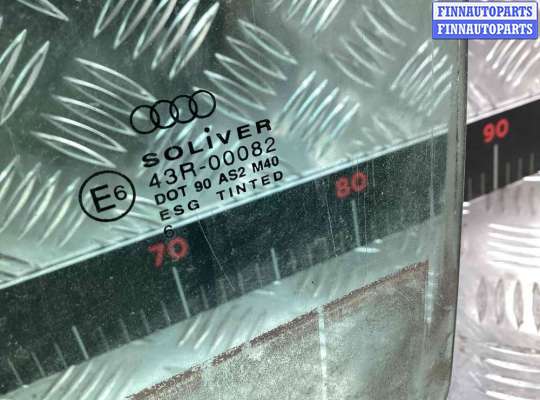 FINNAUTOPARTS
FINNAUTOPARTS
SOLiVER
43R-00082
E6
DOT 90 AS2 M40
ESG TINTED
6
70
80
90